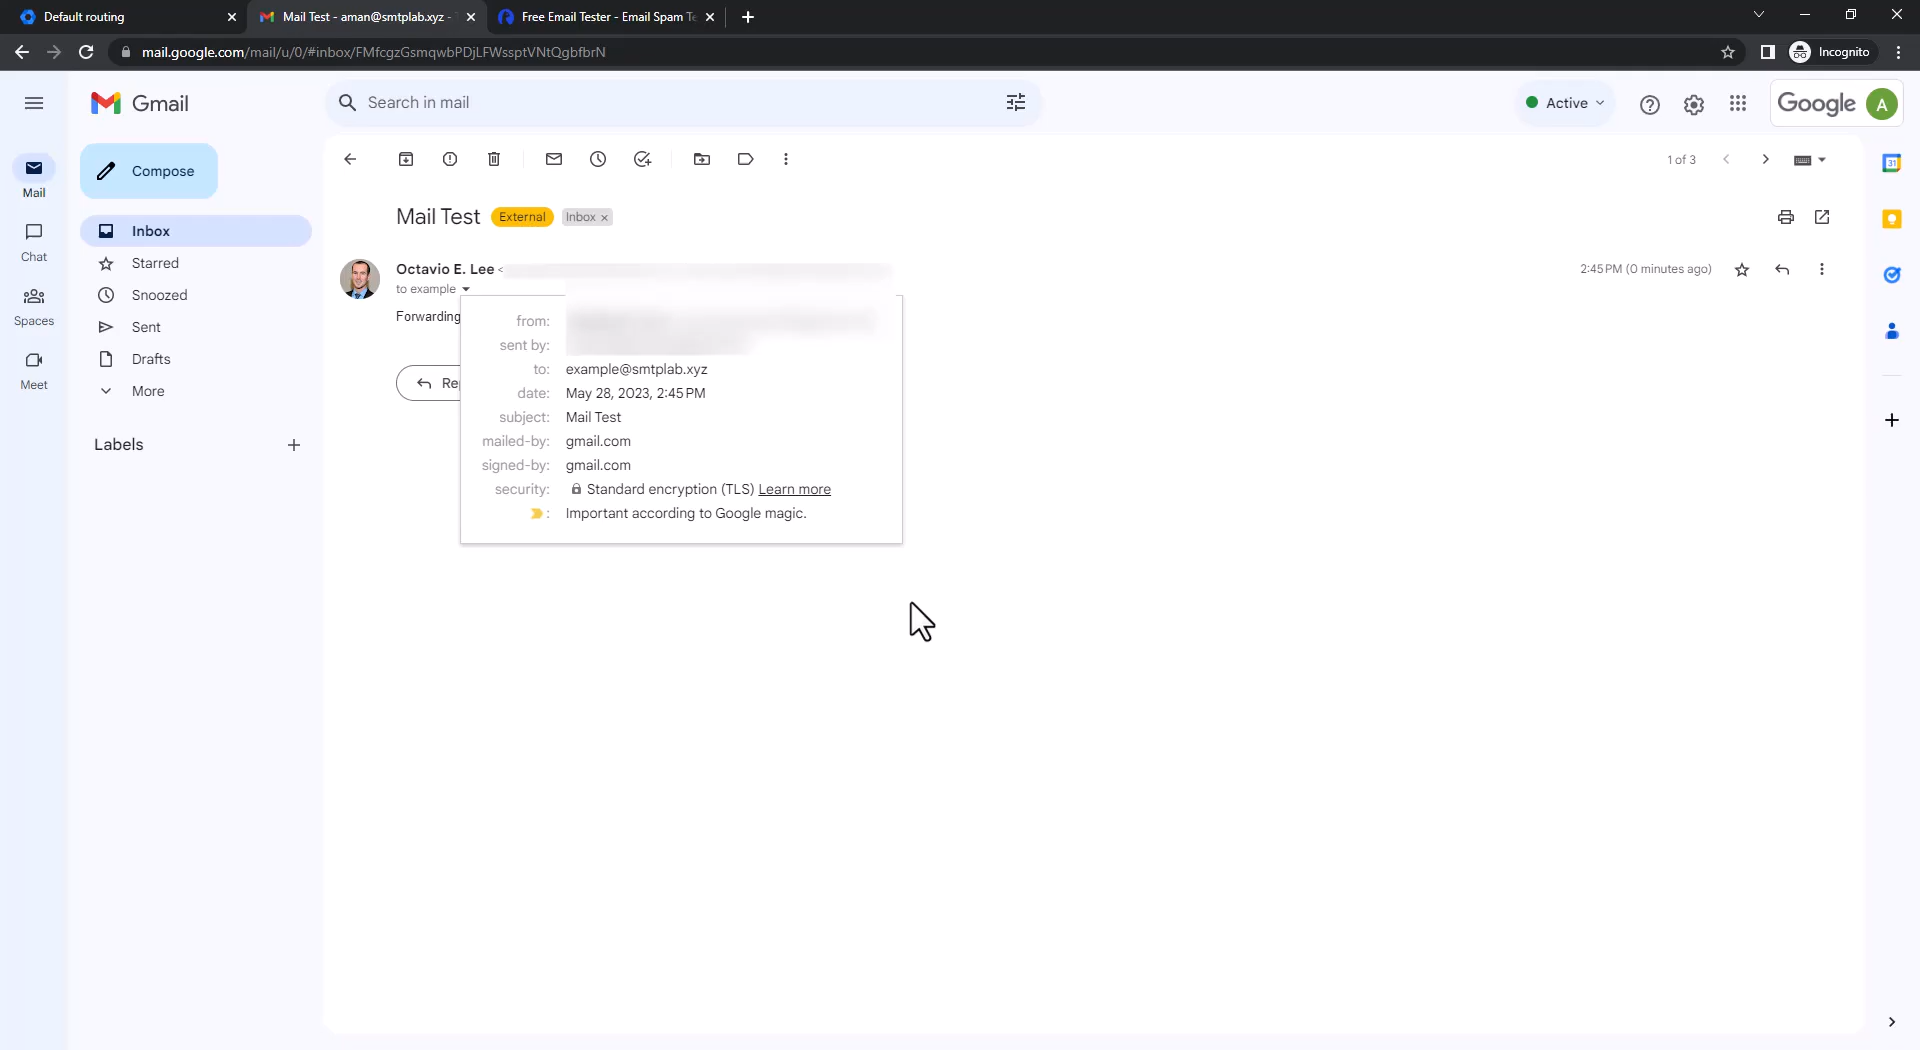 Default routing
Mail Test - aman@smtplab.xyz -
Free Email Tester - Email Spam Te
mail.google.com/mail/u/0/#inbox/FMfcgzGsmqwbPDjLFWssptVNtQgbfbrN
Incognito
Gmail
Search in mail
Active
Google
A
Mail
Chat
Spaces
Meet
Compose
Inbox
Starred
Snoozed
Sent
Drafts
More
Labels
1 of 3
31
Mail Test
External
Inbox ×
Octavio E. Lee <
2:45 PM (0 minutes ago)
to example
Forwarding
from:
sent by:
to: example@smtplab.xyz
date: May 28, 2023, 2:45 PM
subject: Mail Test
mailed-by: gmail.com
signed-by: gmail.com
security: Standard encryption (TLS) Learn more
: Important according to Google magic.
Re